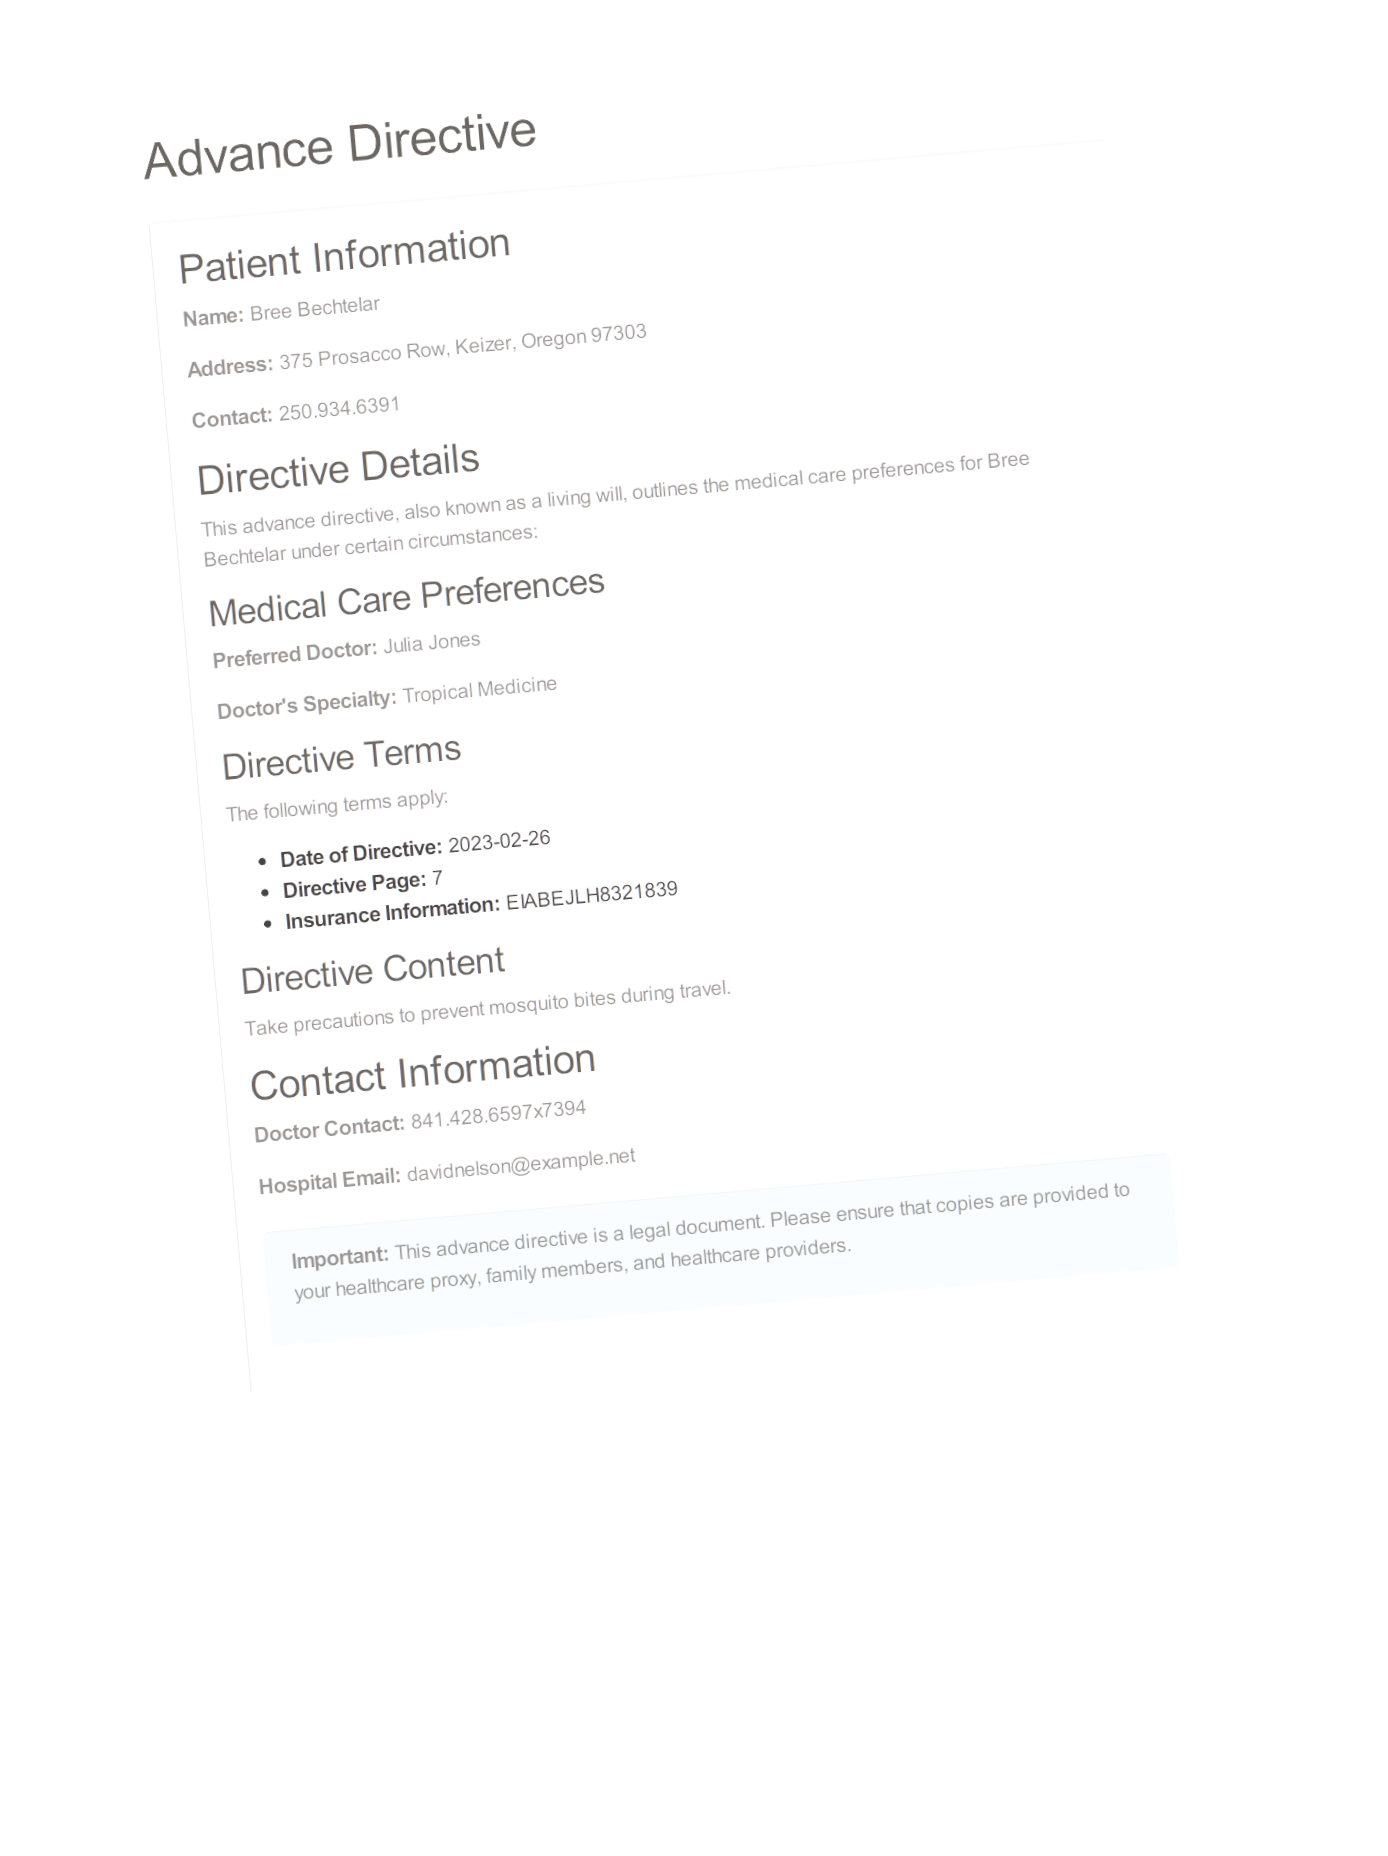 Advance Directive
Patient Information
Name: Bree Bechtelar
Address: 375 Prosacco Row, Keizer, Oregon 97303
Contact: 250.934.6391
Directive Details
This advance directive, also known as a living will, outlines the medical care preferences for Bree
Bechtelar under certain circumstances:
Medical Care Preferences
Preferred Doctor: Julia Jones
Doctor's Specialty: Tropical Medicine
Directive Terms
The following terms apply:
• Date of Directive: 2023-02-26
• Directive Page: 7
• Insurance Information: EIABEJLH8321839
Directive Content
Take precautions to prevent mosquito bites during travel.
Contact Information
Doctor Contact: 841.428.6597x7394
Hospital Email: davidnelson@example.net
Important: This advance directive is a legal document. Please ensure that copies are provided to
your healthcare proxy, family members, and healthcare providers.